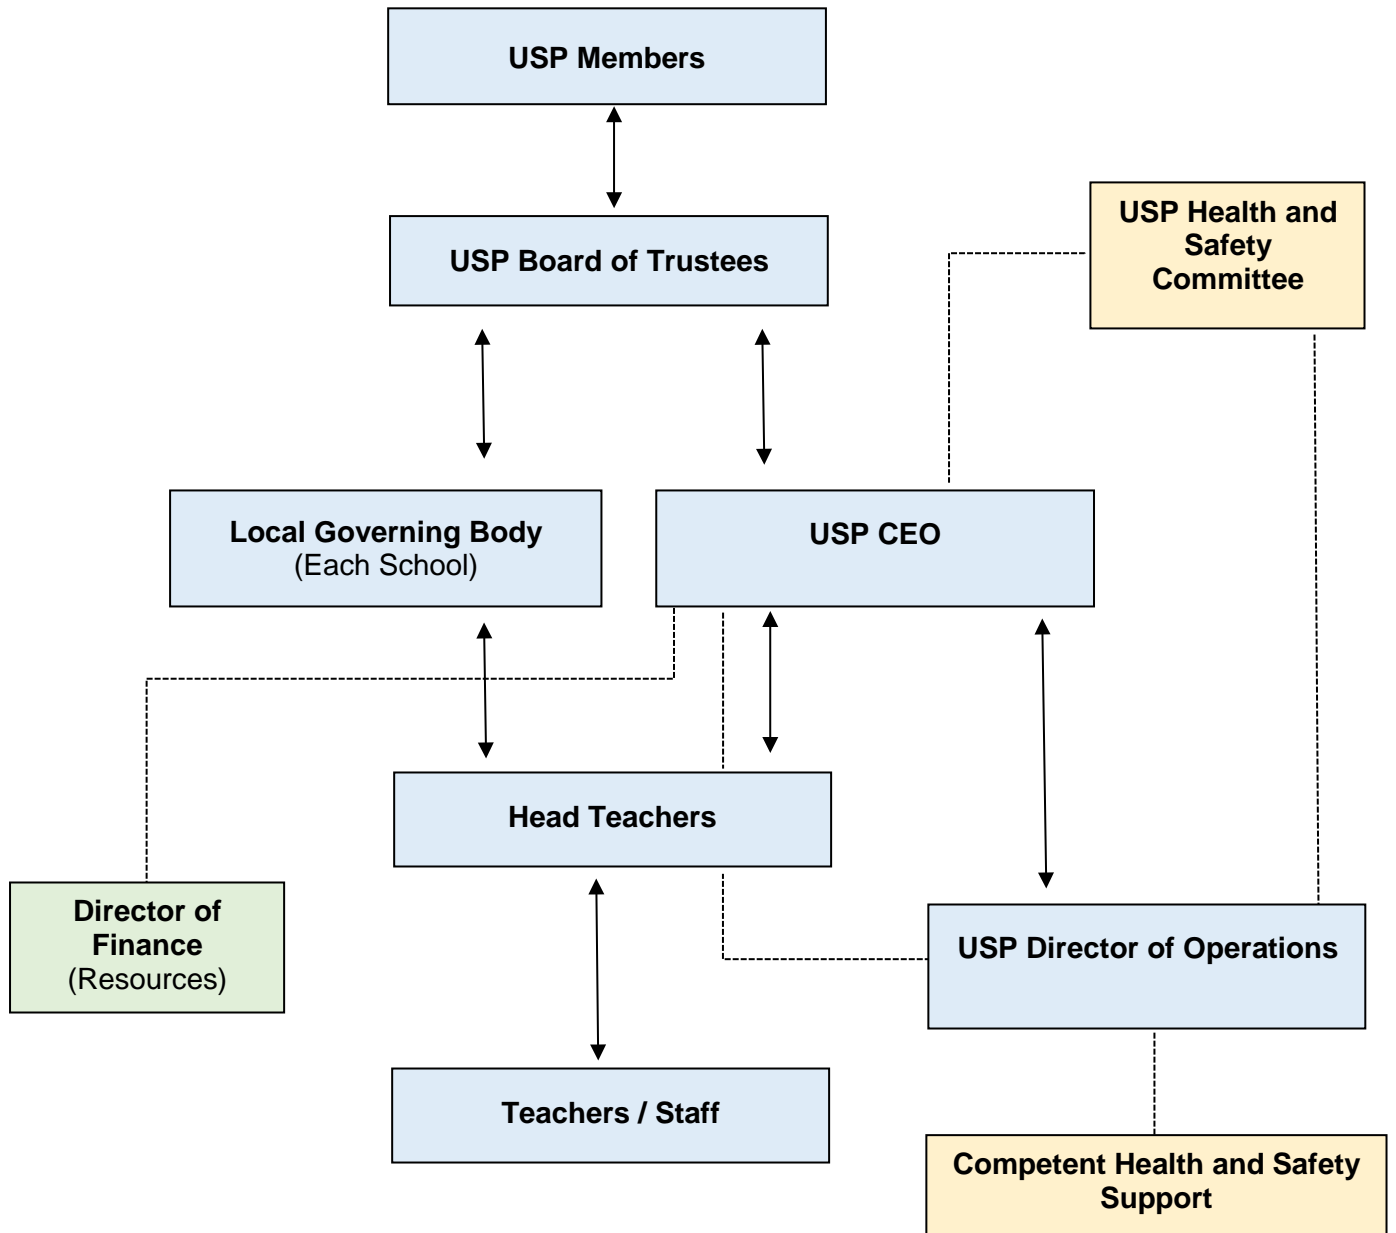 USP Members
USP Board of Trustees
USP Health and
Safety
Committee
Local Governing Body
(Each School)
USP CEO
Head Teachers
Director of
Finance
(Resources)
USP Director of Operations
Teachers / Staff
Competent Health and Safety
Support